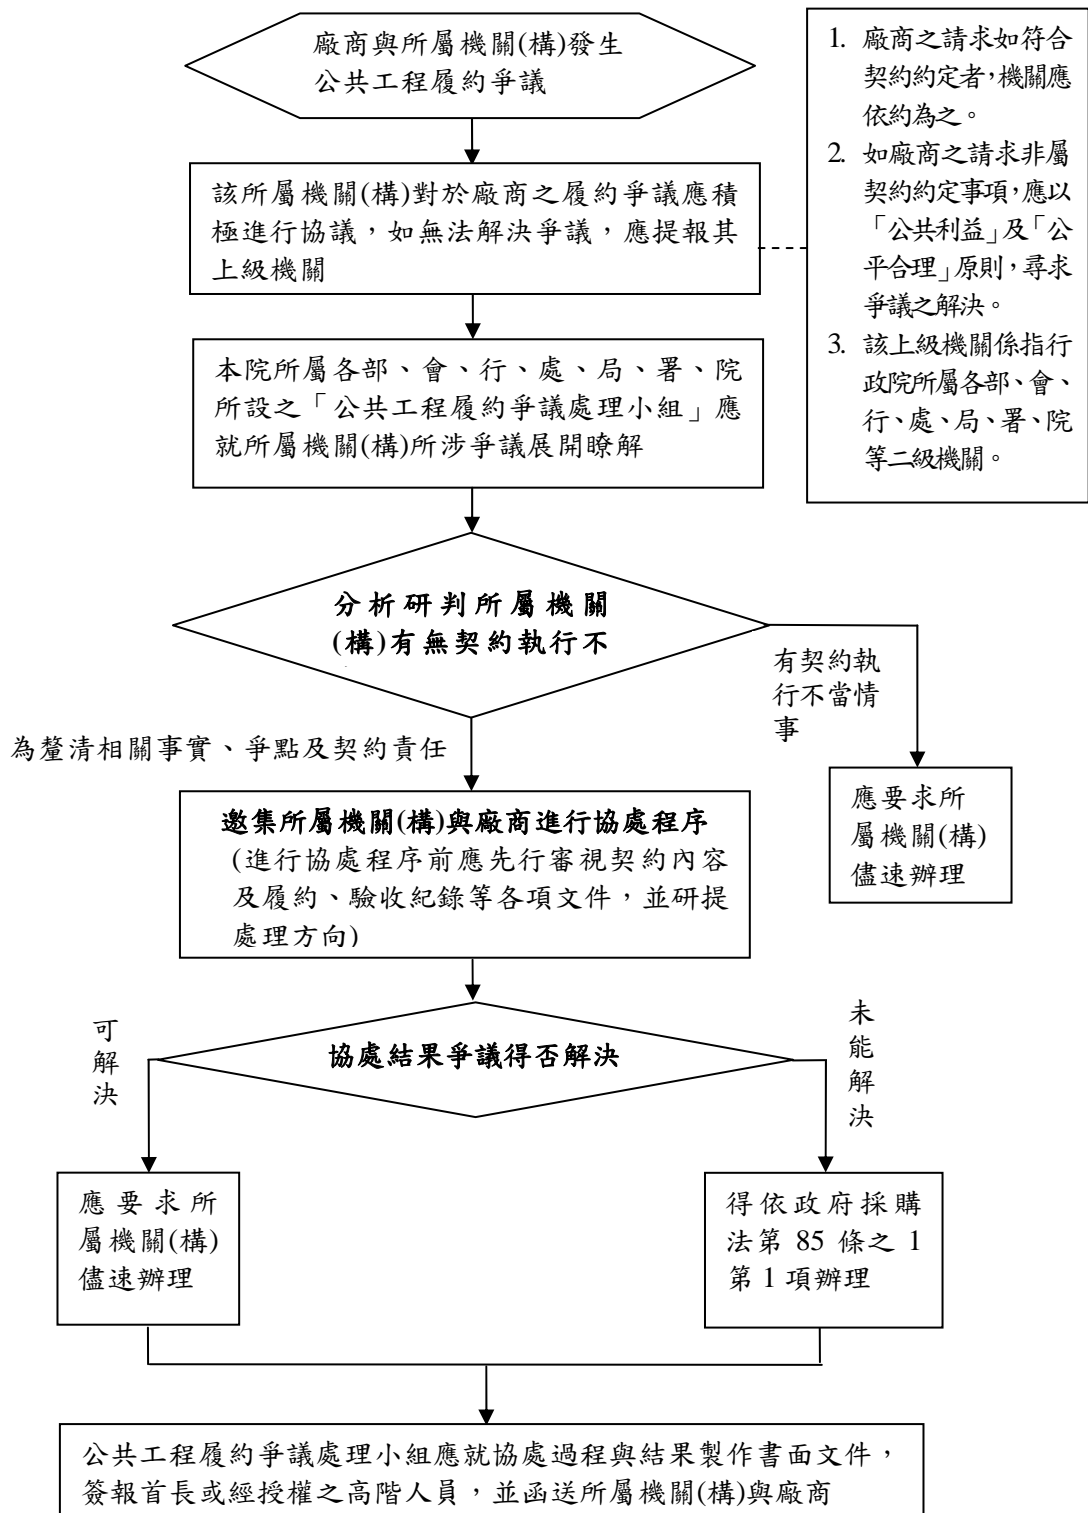 廠商與所屬機關(構)發生
公共工程履約爭議
1. 廠商之請求如符合
契約約定者，機關應
依約為之。
2. 如廠商之請求非屬
契約約定事項，應以
「公共利益」及「公
平合理」原則，尋求
爭議之解決。
3. 該上級機關係指行
政院所屬各部、會、
行、處、局、署、院
等二級機關。
該所屬機關(構)對於廠商之履約爭議應積
極進行協議，如無法解決爭議，應提報其
上級機關
本院所屬各部、會、行、處、局、署、院
所設之「公共工程履約爭議處理小組」應
就所屬機關(構)所涉爭議展開瞭解
分析研判所屬機關
(構)有無契約執行不
有契約執
行不當情
事
為釐清相關事實、爭點及契約責任
應要求所
屬機關(構)
儘速辦理
邀集所屬機關(構)與廠商進行協處程序
(進行協處程序前應先行審視契約內容
及履約、驗收紀錄等各項文件，並研提
處理方向)
可
解
決
協處結果爭議得否解決
未
能
解
決
應要求所
屬機關(構)
儘速辦理
得依政府採購
法第 85 條之 1
第 1 項辦理
公共工程履約爭議處理小組應就協處過程與結果製作書面文件，
簽報首長或經授權之高階人員，並函送所屬機關(構)與廠商